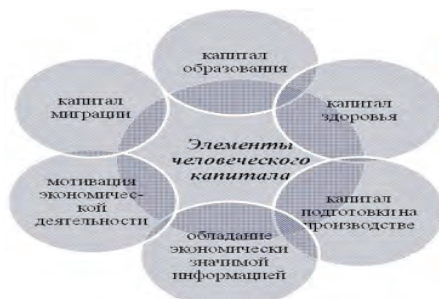 капитал
образования
капитал
миграции
капитал
здоровья
Элементы
человеческого
капитала
мотивация
экономичес-
кой
деятельности
капитал
подготовки на
производстве
обладание
экономически
значимой
информацией